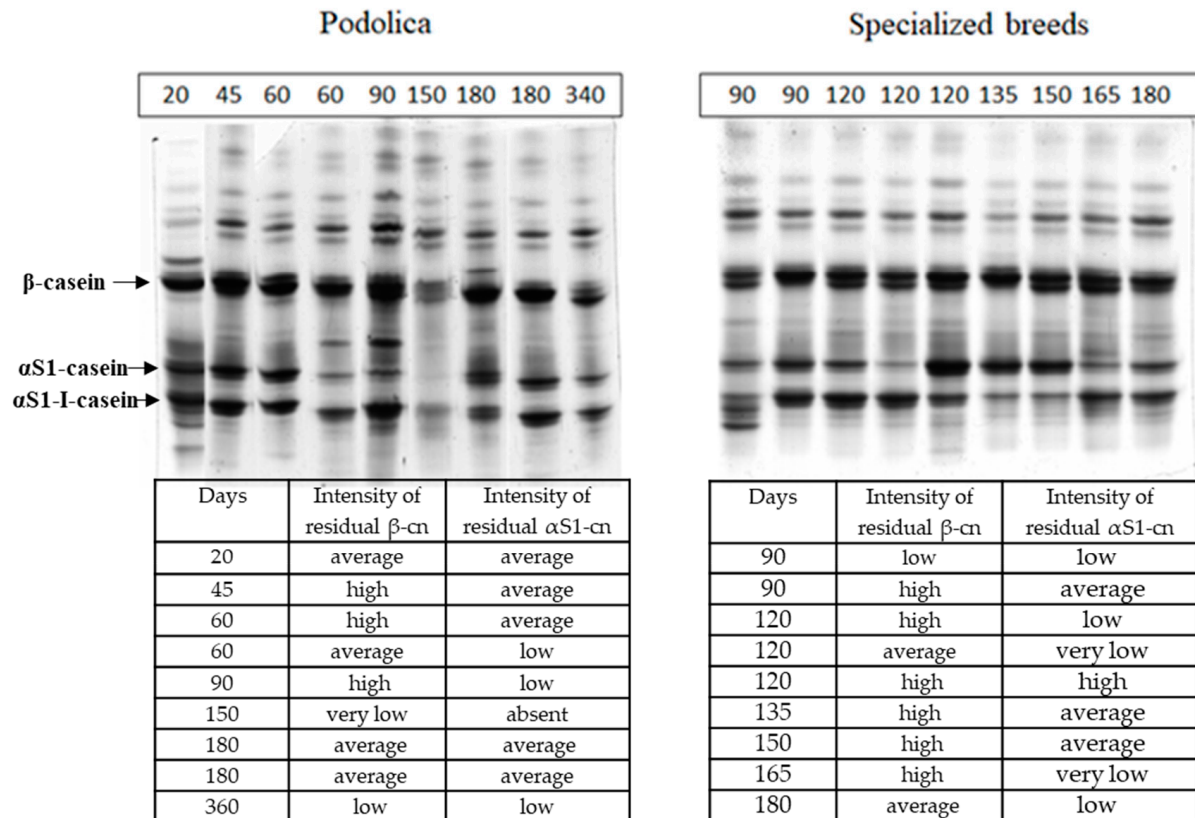 Podolica
Specialized breeds
20 45 60 60 90 150 180 180 340
90 90 120 120 120 135 150 165 180
β-casein
αS1-casein
αS1-I-casein
Days Intensity of residual β-cn Intensity of residual αS1-cn
20 average average
45 high average
60 high average
60 average low
90 high low
150 very low absent
180 average average
180 average average
360 low low
Days Intensity of residual β-cn Intensity of residual αS1-cn
90 low low
90 high average
120 high low
120 average very low
120 high high
135 high average
150 high average
165 high very low
180 average low